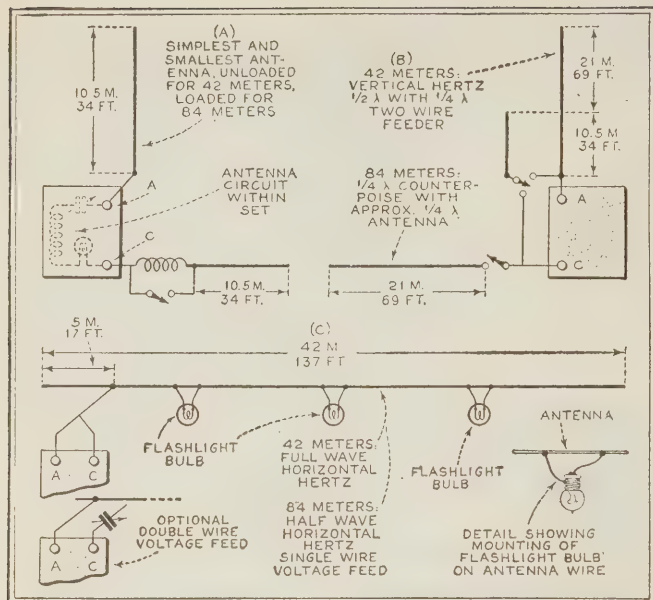 (A)
SIMPLEST AND
SMALLEST ANT-
ENNA, UNLOADED
FOR 42 METERS,
LOADED FOR
84 METERS
10.5 M.
34 FT.
ANTENNA
CIRCUIT
WITHIN
SET
A
C
10.5 M.
34 FT.
(B)
42 METERS:
VERTICAL HERTZ
1/2 λ WITH 1/4 λ
TWO WIRE
FEEDER
21 M.
69 FT.
10.5 M
34 FT.
84 METERS:
1/4 λ COUNTER-
POISE WITH
APPROX. 1/4 λ
ANTENNA
A
C
21 M.
69 FT.
(C)
42 M
137 FT
5 M.
17 FT.
FLASHLIGHT
BULB
42 METERS:
FULL WAVE
HORIZONTAL
HERTZ
84 METERS:
HALF WAVE
HORIZONTAL
HERTZ
SINGLE WIRE
VOLTAGE FEED
FLASHLIGHT
BULB
ANTENNA
DETAIL SHOWING
MOUNTING OF
FLASHLIGHT BULB
ON ANTENNA WIRE
A C
OPTIONAL
DOUBLE WIRE
VOLTAGE FEED
A C